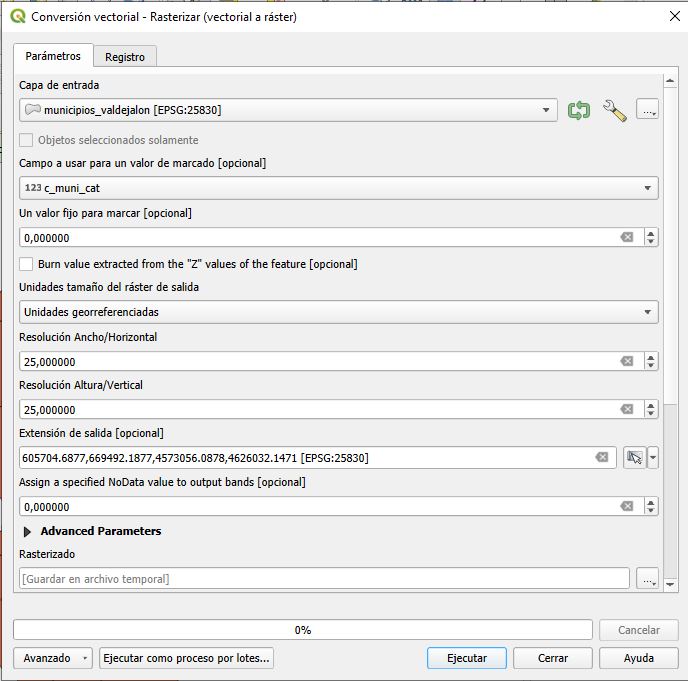 Conversión vectorial - Rasterizar (vectorial a ráster)
Parámetros
Registro
Capa de entrada
municipios_valdejalon [EPSG:25830]
...
Objetos seleccionados solamente
Campo a usar para un valor de marcado [opcional]
123 c_muni_cat
Un valor fijo para marcar [opcional]
0,000000
Burn value extracted from the "Z" values of the feature [opcional]
Unidades tamaño del ráster de salida
Unidades georreferenciadas
Resolución Ancho/Horizontal
25,000000
Resolución Altura/Vertical
25,000000
Extensión de salida [opcional]
605704.6877,669492.1877,4573056.0878,4626032.1471 [EPSG:25830]
Assign a specified NoData value to output bands [opcional]
0,000000
Advanced Parameters
Rasterizado
[Guardar en archivo temporal]
...
0%
Cancelar
Avanzado
Ejecutar como proceso por lotes...
Ejecutar
Cerrar
Ayuda